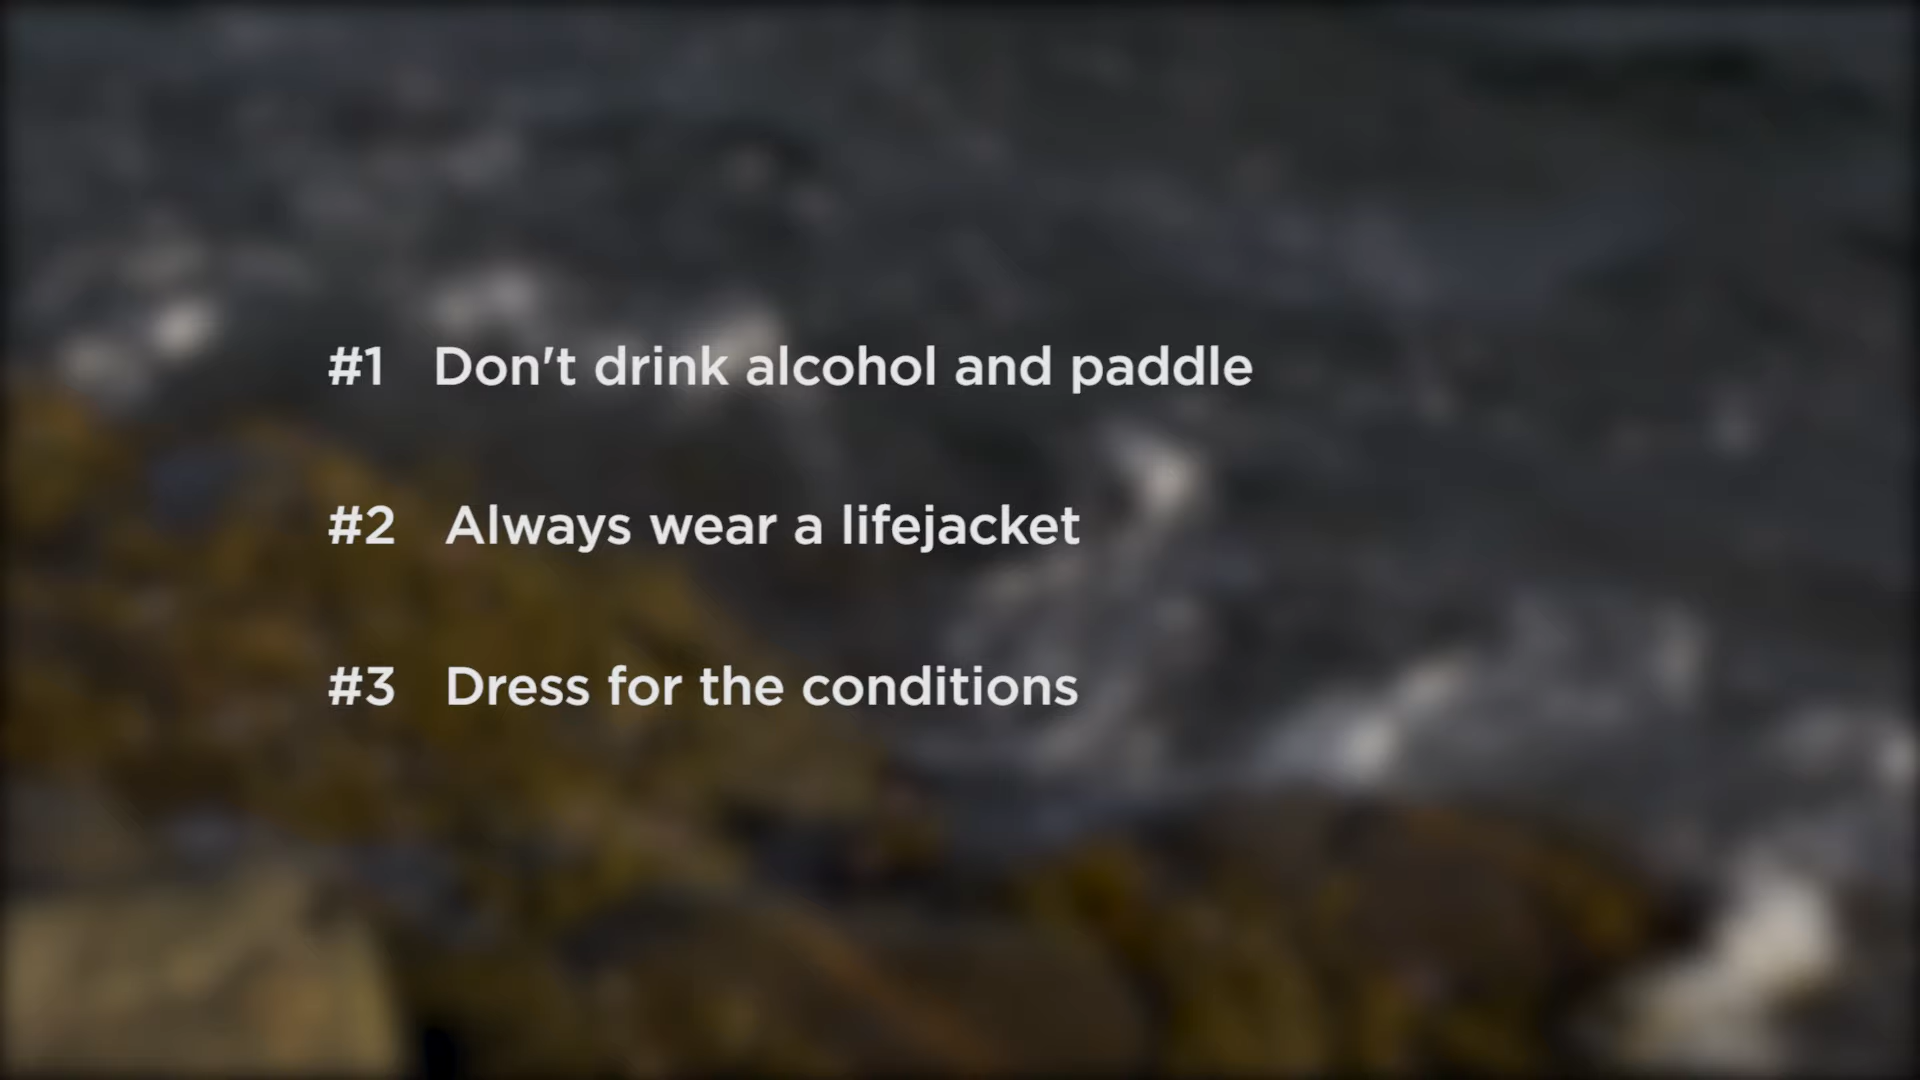 #1 Don't drink alcohol and paddle
#2 Always wear a lifejacket
#3 Dress for the conditions